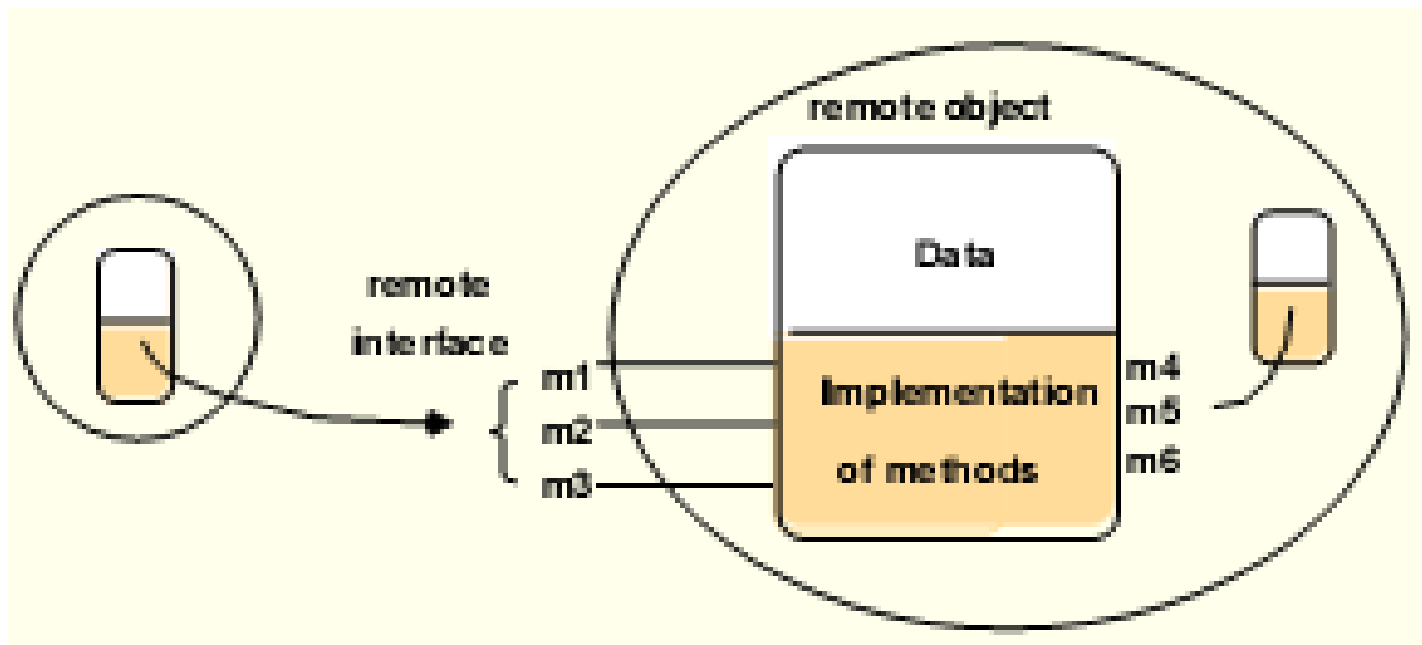 remote object
Data
remote
interface
m1
m2
m3
Implementation
of methods
m4
m5
m6